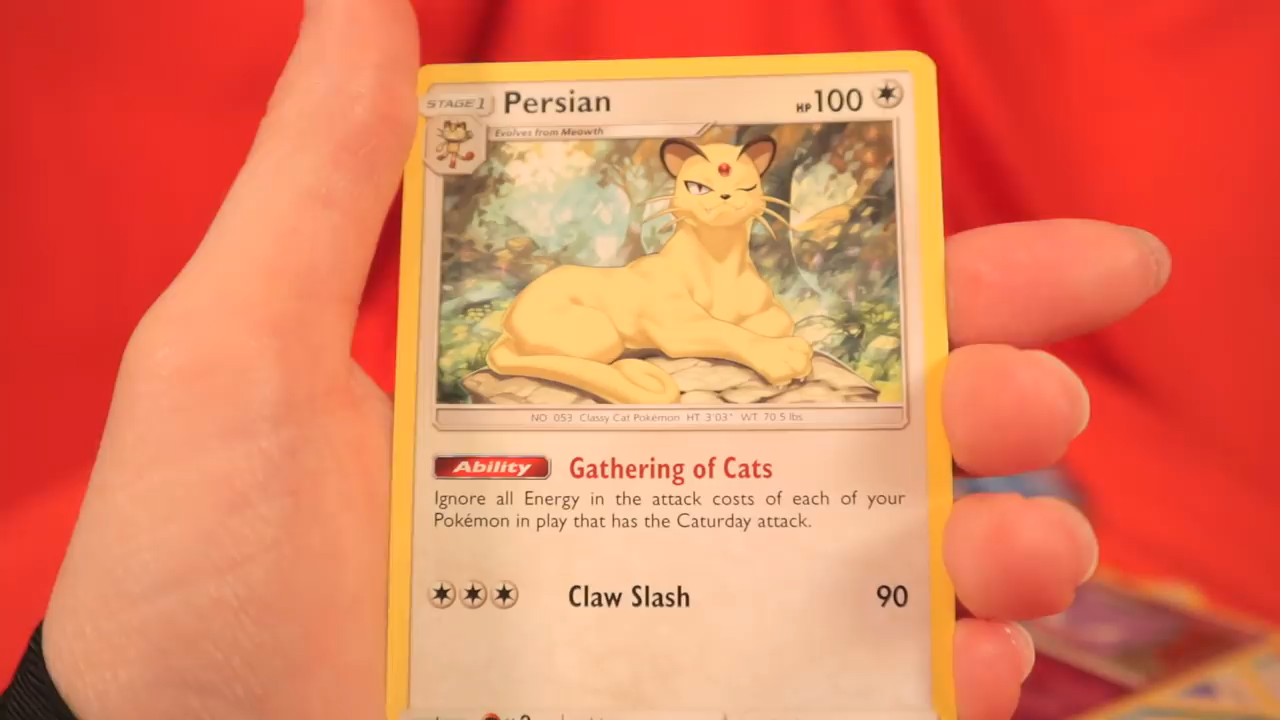 STAGE 1 Persian HP 100
Evolves from Meowth
NO 053 Classy Cat Pokémon HT 3'03" WT 70.5 lbs
Ability Gathering of Cats
Ignore all Energy in the attack costs of each of your
Pokémon in play that has the Caturday attack.
Claw Slash 90